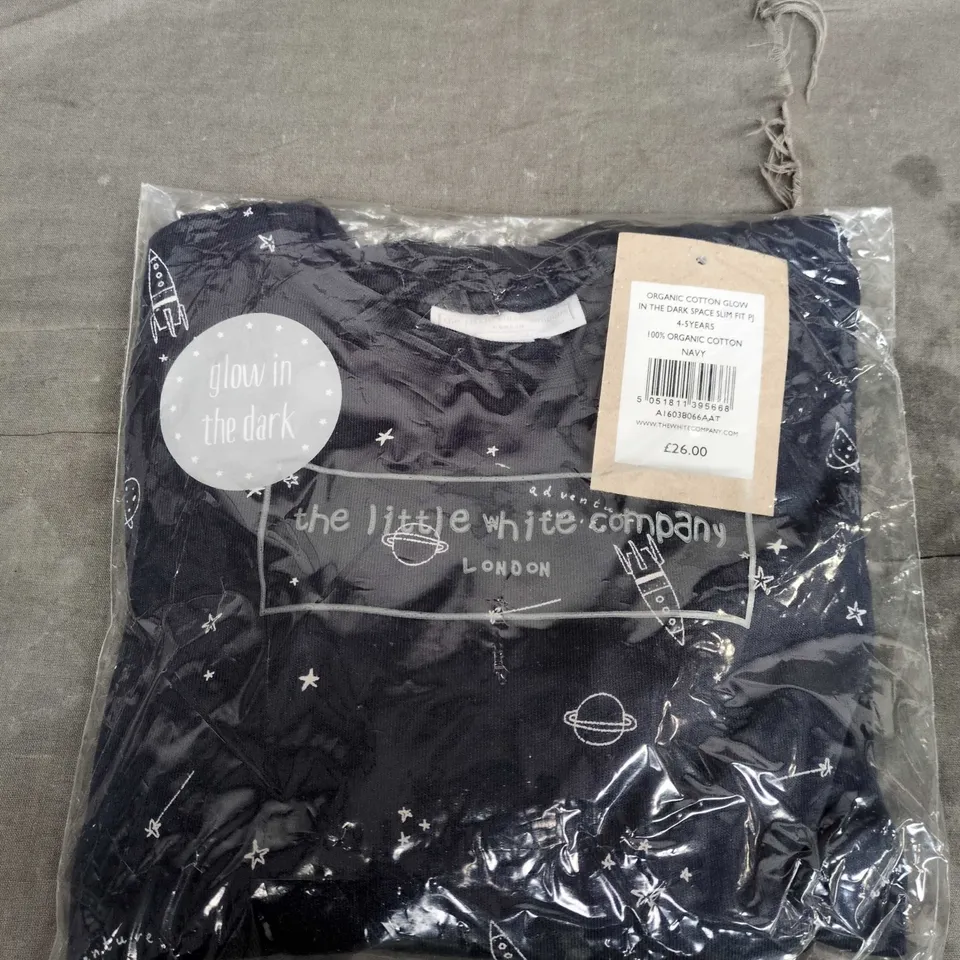 glow in
the dark
ORGANIC COTTON GLOW
IN THE DARK SPACE SLIM FIT PJ
4-5YEARS
100% ORGANIC COTTON
NAVY
5 051811 395668
A1603B066AAT
WWW.THEWHITECOMPANY.COM
£26.00
the little white company
LONDON